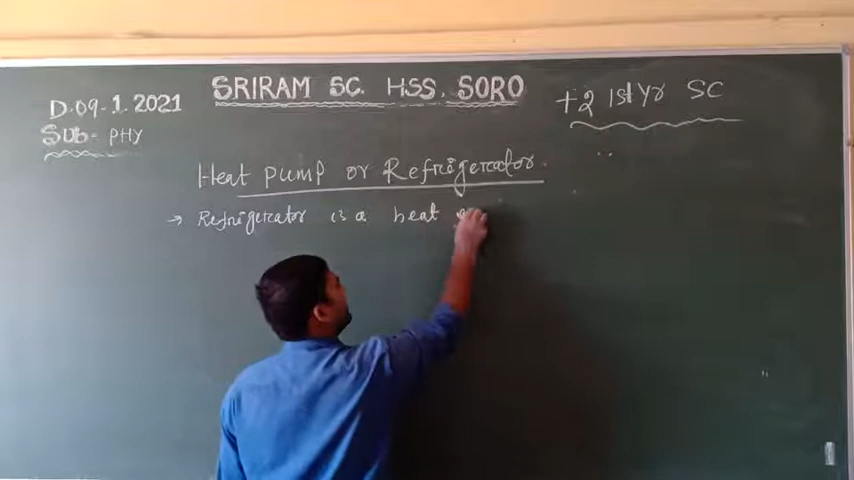 SRIRAM SC. HSS. SORO
D.09-1.2021
+2 1st Yr SC
Sub- PHY
Heat pump or Refrigerator
→ Refrigerator is a heat